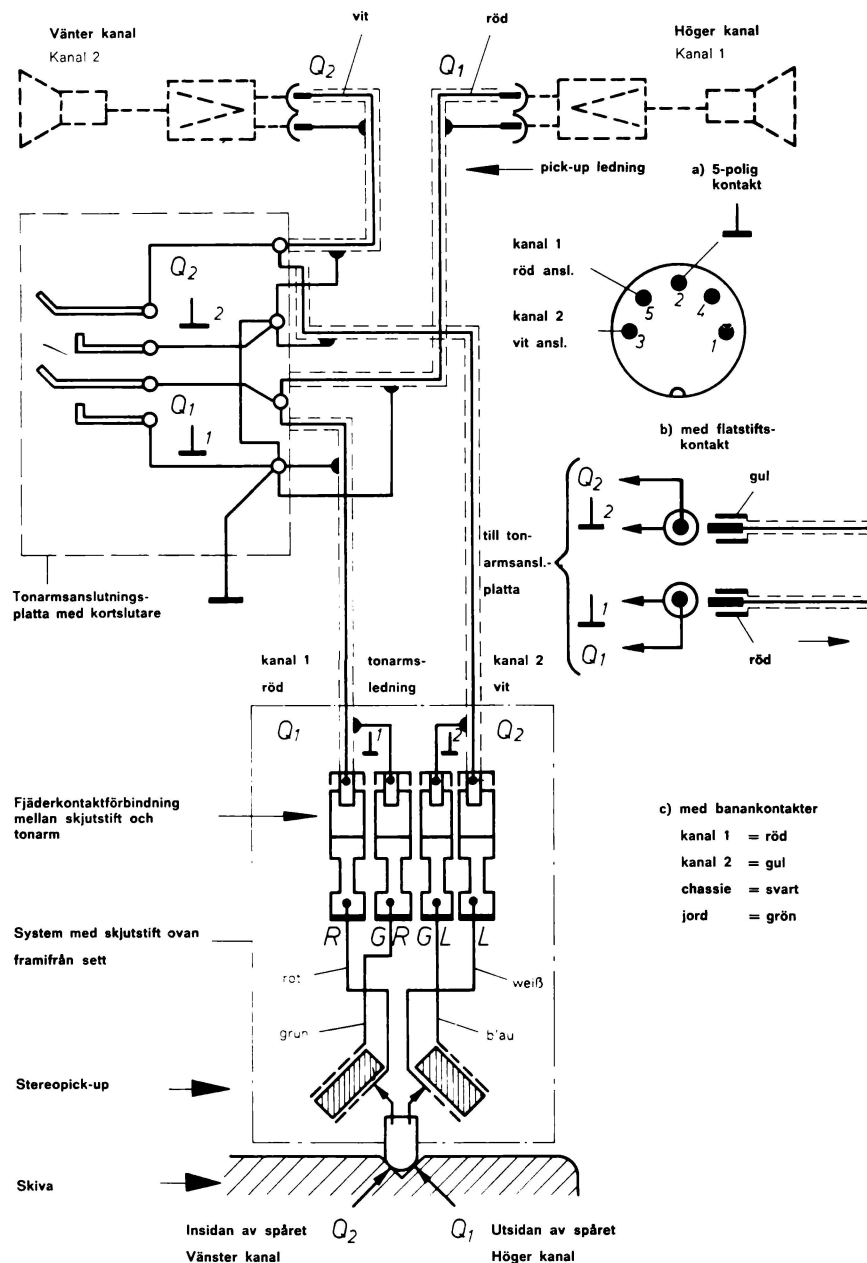 vit
röd
Vänter kanal
Kanal 2
Q2
Q1
Höger kanal
Kanal 1
pick-up ledning
a) 5-polig
kontakt
kanal 1
röd ansl.
kanal 2
vit ansl.
2
5
4
3
1
Q2
2
Q1
1
b) med flatstifts-
kontakt
Q2
gul
2
till ton-
armsansl.-
platta
1
Q1
röd
Tonarmsanslutnings-
platta med kortslutare
kanal 1
röd
tonarms-
ledning
kanal 2
vit
Q1
1
2
Q2
Fjäderkontaktförbindning
mellan skjutstift och
tonarm
c) med banankontakter
kanal 1 = röd
kanal 2 = gul
chassie = svart
jord = grön
R GR GL L
System med skjutstift ovan
framifrån sett
rot
weiß
grun
b'au
Stereopick-up
Skiva
Insidan av spåret
Vänster kanal
Q2
Q1
Utsidan av spåret
Höger kanal